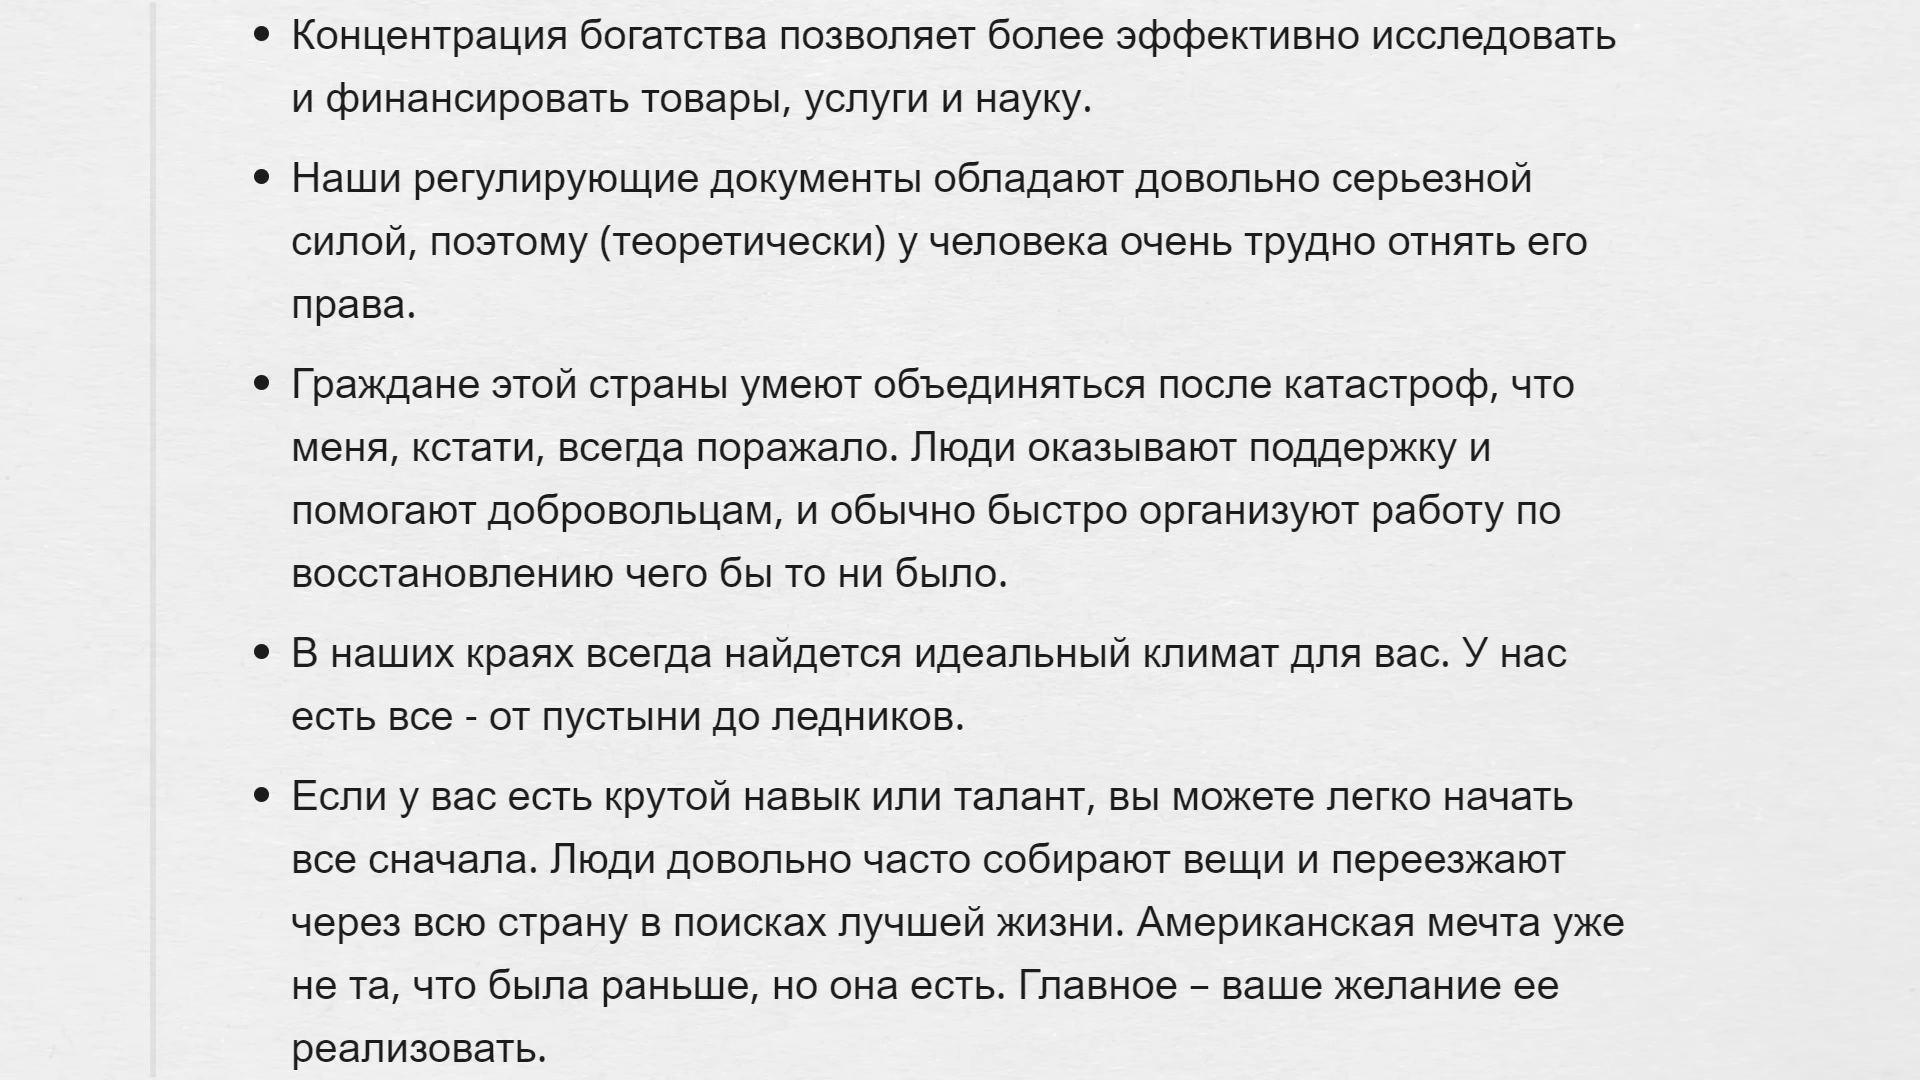 • Концентрация богатства позволяет более эффективно исследовать
и финансировать товары, услуги и науку.
• Наши регулирующие документы обладают довольно серьезной
силой, поэтому (теоретически) у человека очень трудно отнять его
права.
• Граждане этой страны умеют объединяться после катастроф, что
меня, кстати, всегда поражало. Люди оказывают поддержку и
помогают добровольцам, и обычно быстро организуют работу по
восстановлению чего бы то ни было.
• В наших краях всегда найдется идеальный климат для вас. У нас
есть все - от пустыни до ледников.
• Если у вас есть крутой навык или талант, вы можете легко начать
все сначала. Люди довольно часто собирают вещи и переезжают
через всю страну в поисках лучшей жизни. Американская мечта уже
не та, что была раньше, но она есть. Главное – ваше желание ее
реализовать.